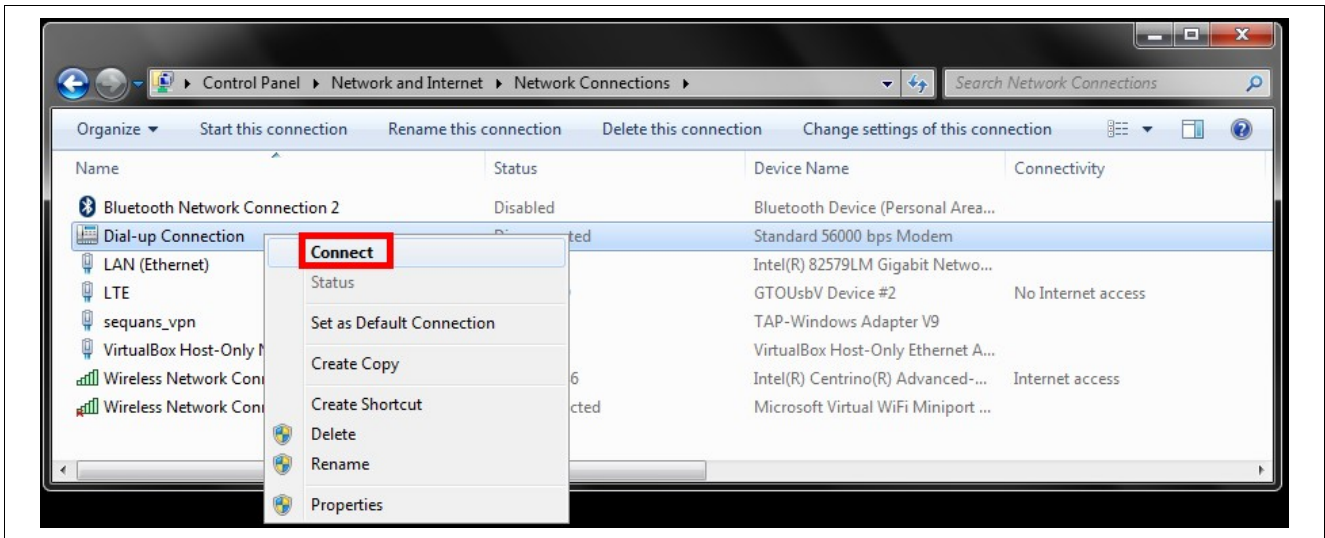 Control Panel ▸ Network and Internet ▸ Network Connections ▸ Search Network Connections
Organize ▾ Start this connection Rename this connection Delete this connection Change settings of this connection
Name Status Device Name Connectivity
Bluetooth Network Connection 2 Disabled Bluetooth Device (Personal Area...
Dial-up Connection Standard 56000 bps Modem
Connect
LAN (Ethernet) Intel(R) 82579LM Gigabit Netwo...
Status
LTE GTOUsbV Device #2 No Internet access
sequans_vpn Set as Default Connection TAP-Windows Adapter V9
VirtualBox Host-Only VirtualBox Host-Only Ethernet A...
Create Copy
Wireless Network 6 Intel(R) Centrino(R) Advanced-... Internet access
Create Shortcut
Wireless Network Microsoft Virtual WiFi Miniport ...
Delete
Rename
Properties